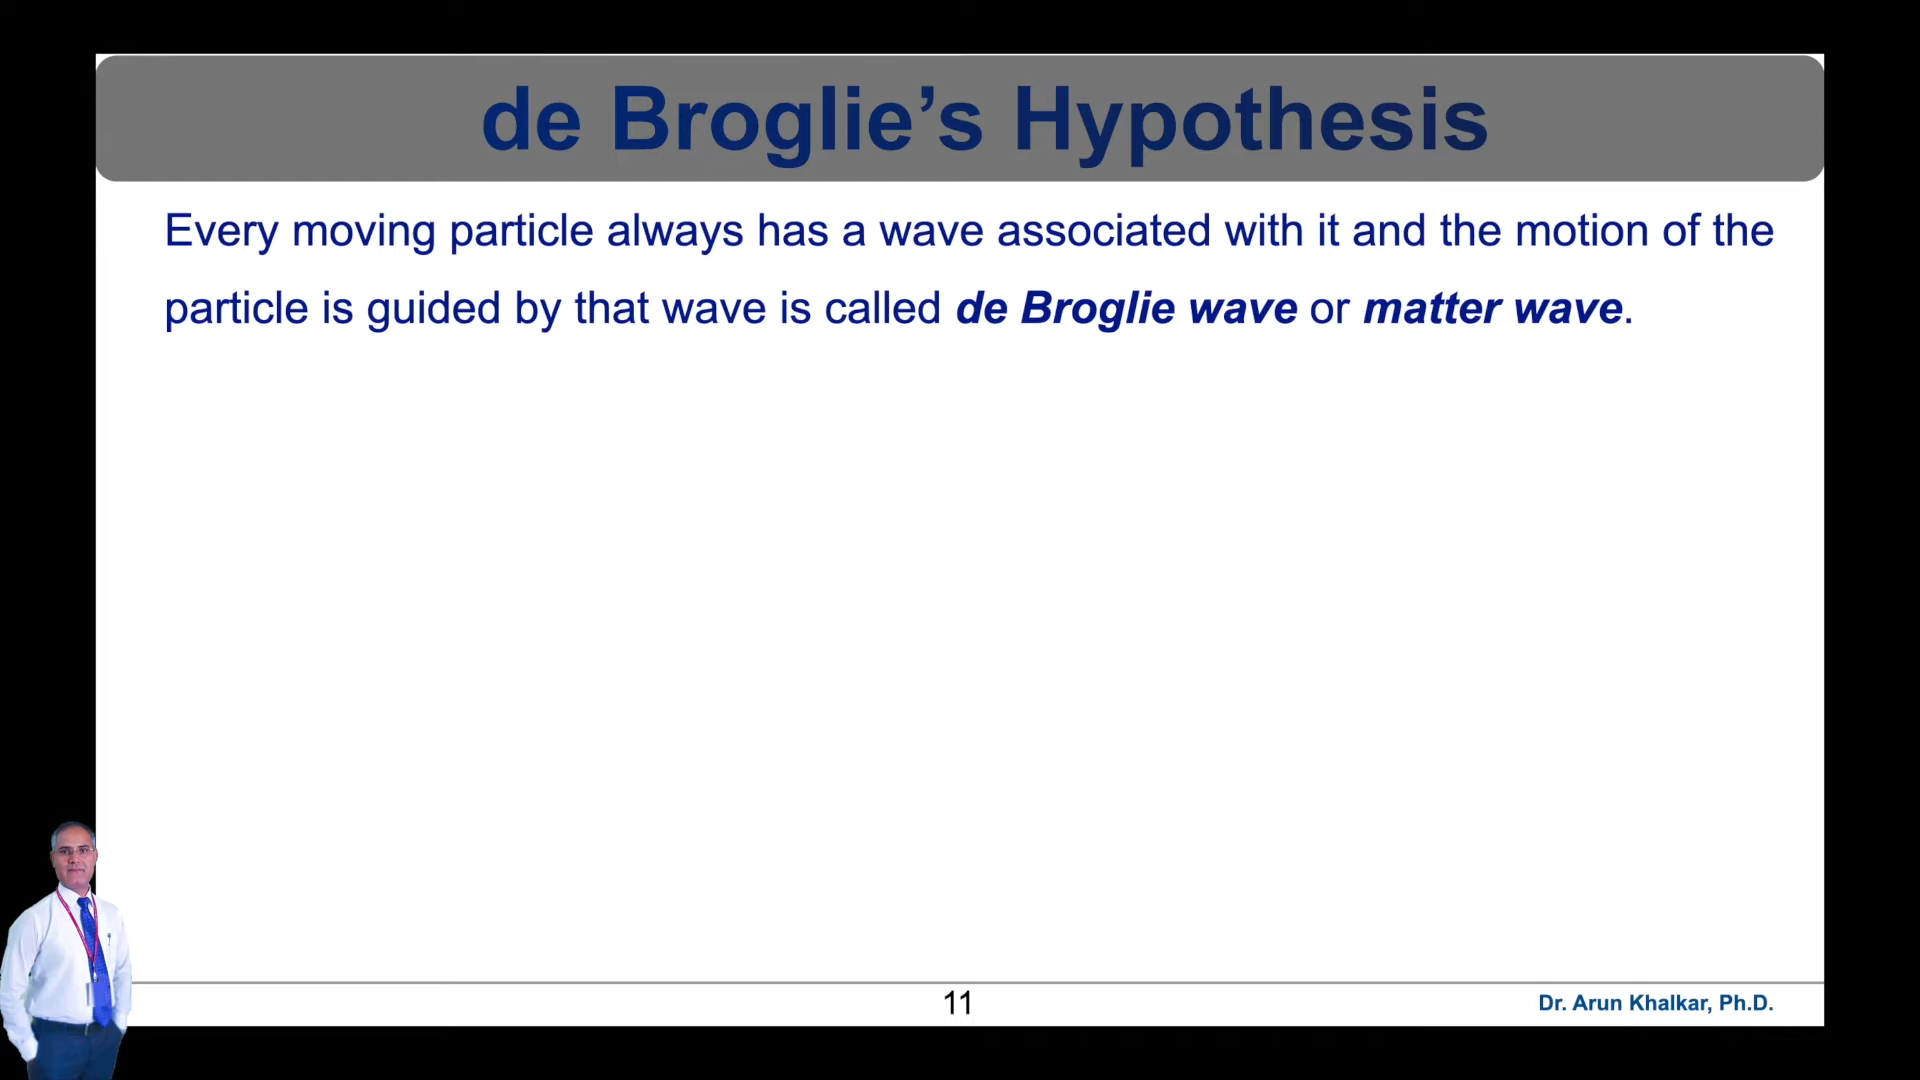 de Broglie’s Hypothesis
Every moving particle always has a wave associated with it and the motion of the
particle is guided by that wave is called de Broglie wave or matter wave.
11
Dr. Arun Khalkar, Ph.D.